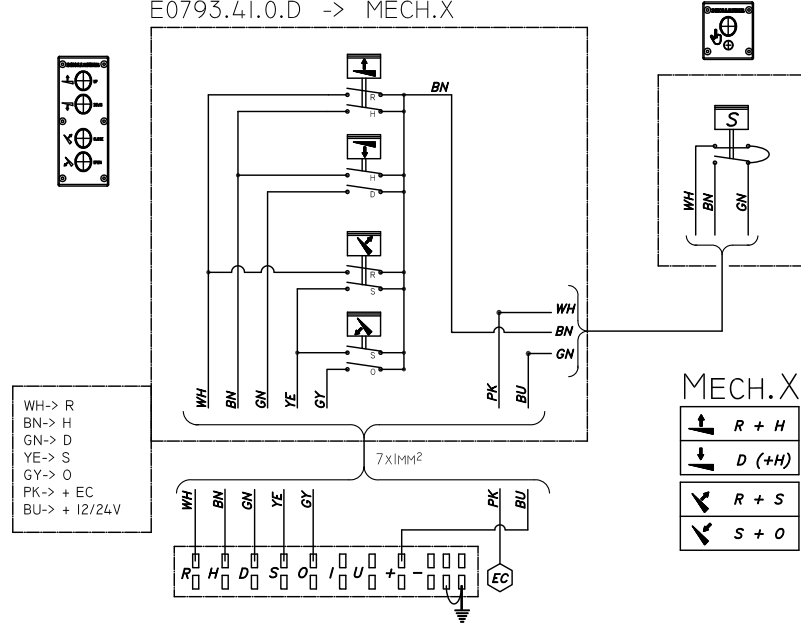 E0793.41.0.D -> MECH.X
BN
R
H
H
D
R
S
S
O
S
WH
BN
GN
WH
BN
GN
WH
BN
GN
YE
GY
PK
BU
WH-> R
BN-> H
GN-> D
YE-> S
GY-> O
PK-> + EC
BU-> + 12/24V
7x1MM²
MECH.X
R + H
D (+H)
R + S
S + O
WH
BN
GN
YE
GY
PK
BU
R H D S O I U + -
EC